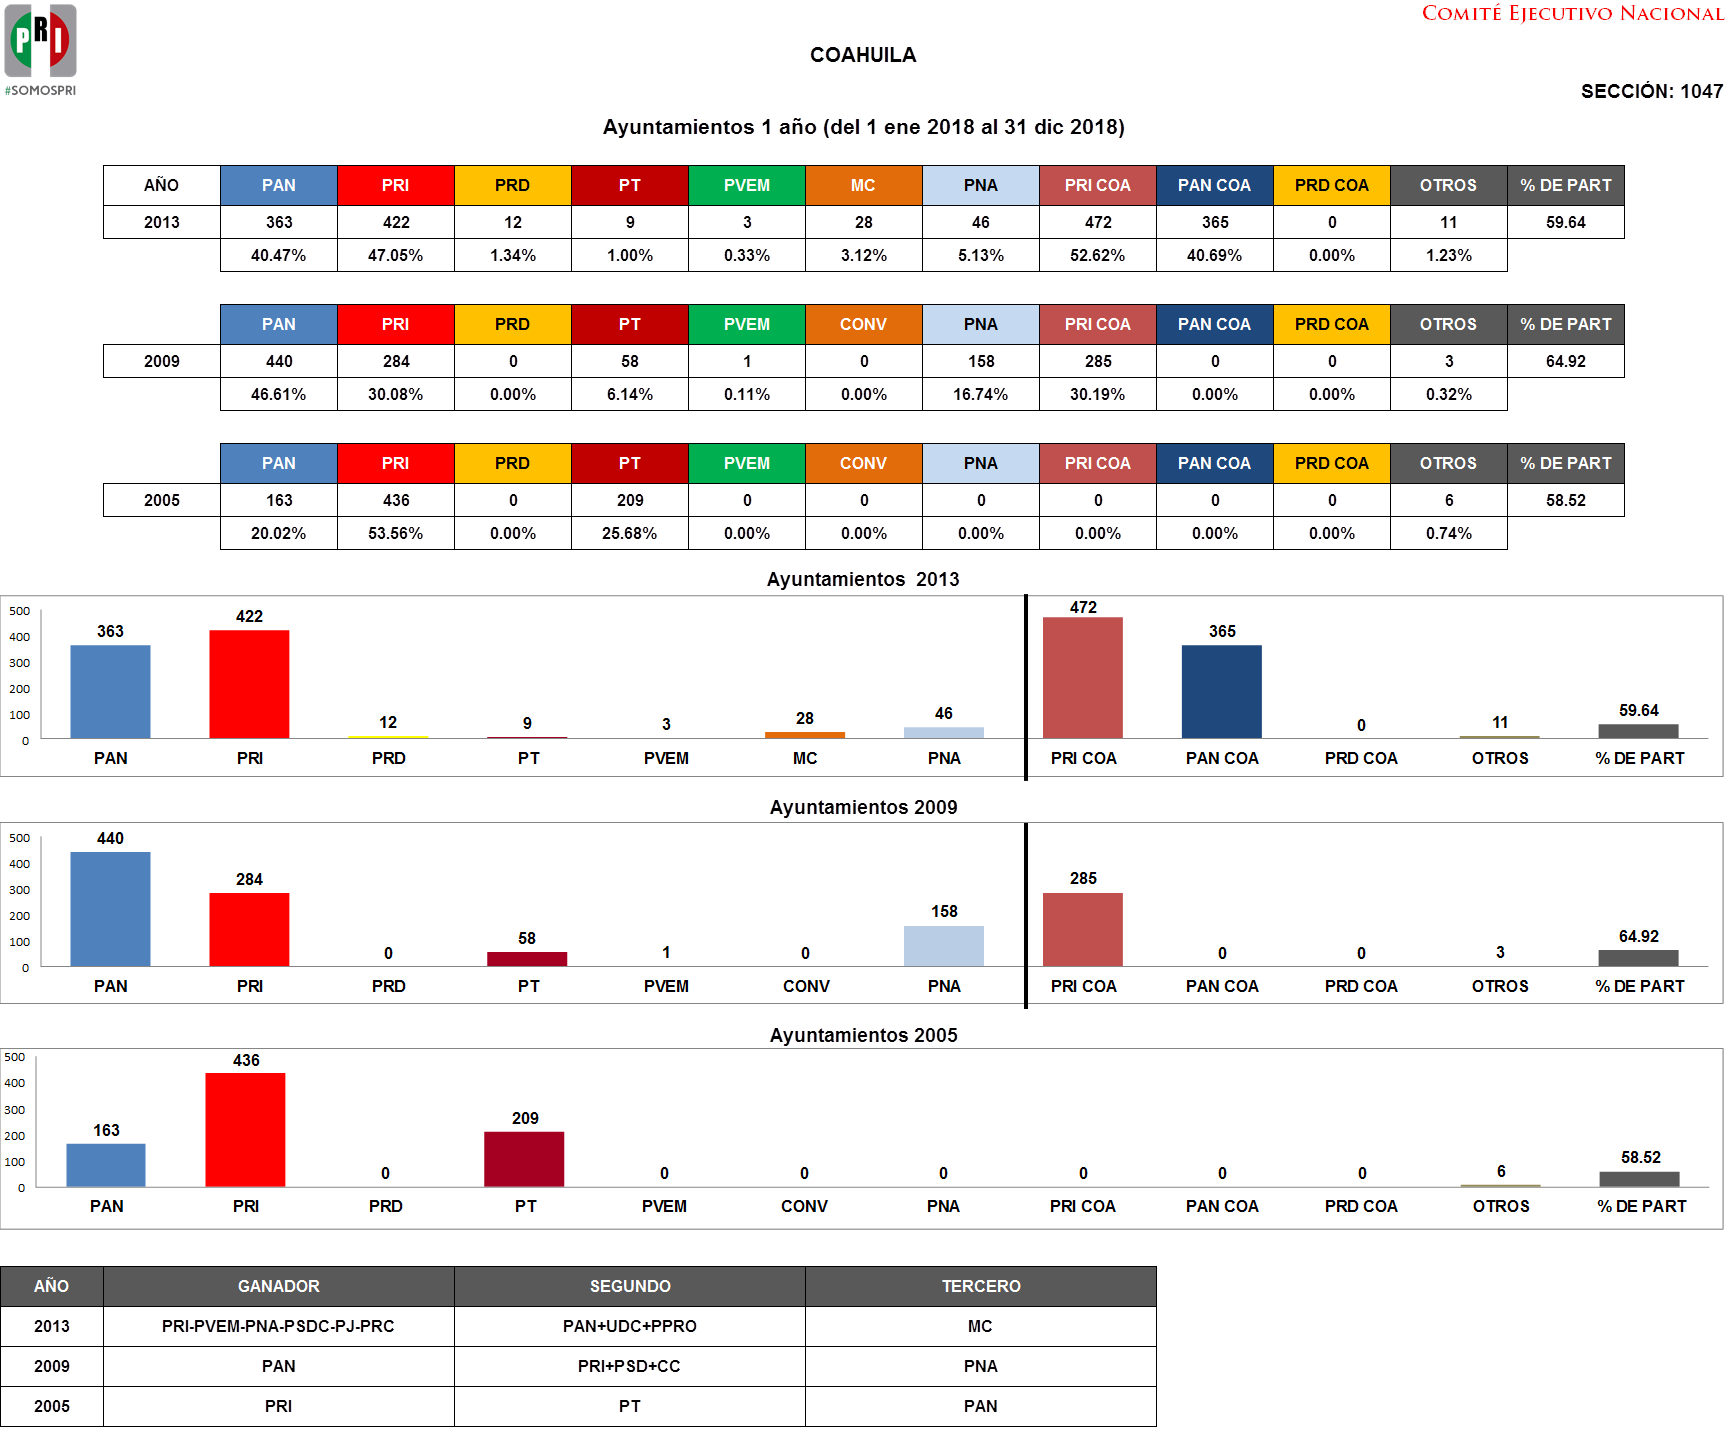 COMITÉ EJECUTIVO NACIONAL
PRI
#SOMOSPRI
COAHUILA
SECCIÓN: 1047
Ayuntamientos 1 año (del 1 ene 2018 al 31 dic 2018)
AÑO PAN PRI PRD PT PVEM MC PNA PRI COA PAN COA PRD COA OTROS % DE PART
2013 363 422 12 9 3 28 46 472 365 0 11 59.64
40.47% 47.05% 1.34% 1.00% 0.33% 3.12% 5.13% 52.62% 40.69% 0.00% 1.23%
PAN PRI PRD PT PVEM CONV PNA PRI COA PAN COA PRD COA OTROS % DE PART
2009 440 284 0 58 1 0 158 285 0 0 3 64.92
46.61% 30.08% 0.00% 6.14% 0.11% 0.00% 16.74% 30.19% 0.00% 0.00% 0.32%
PAN PRI PRD PT PVEM CONV PNA PRI COA PAN COA PRD COA OTROS % DE PART
2005 163 436 0 209 0 0 0 0 0 0 6 58.52
20.02% 53.56% 0.00% 25.68% 0.00% 0.00% 0.00% 0.00% 0.00% 0.00% 0.74%
Ayuntamientos 2013
500
400
300
200
100
0
363 422 12 9 3 28 46 472 365 0 11 59.64
PAN PRI PRD PT PVEM MC PNA PRI COA PAN COA PRD COA OTROS % DE PART
Ayuntamientos 2009
500
400
300
200
100
0
440 284 0 58 1 0 158 285 0 0 3 64.92
PAN PRI PRD PT PVEM CONV PNA PRI COA PAN COA PRD COA OTROS % DE PART
Ayuntamientos 2005
500
400
300
200
100
0
163 436 0 209 0 0 0 0 0 0 6 58.52
PAN PRI PRD PT PVEM CONV PNA PRI COA PAN COA PRD COA OTROS % DE PART
AÑO GANADOR SEGUNDO TERCERO
2013 PRI-PVEM-PNA-PSDC-PJ-PRC PAN+UDC+PPRO MC
2009 PAN PRI+PSD+CC PNA
2005 PRI PT PAN